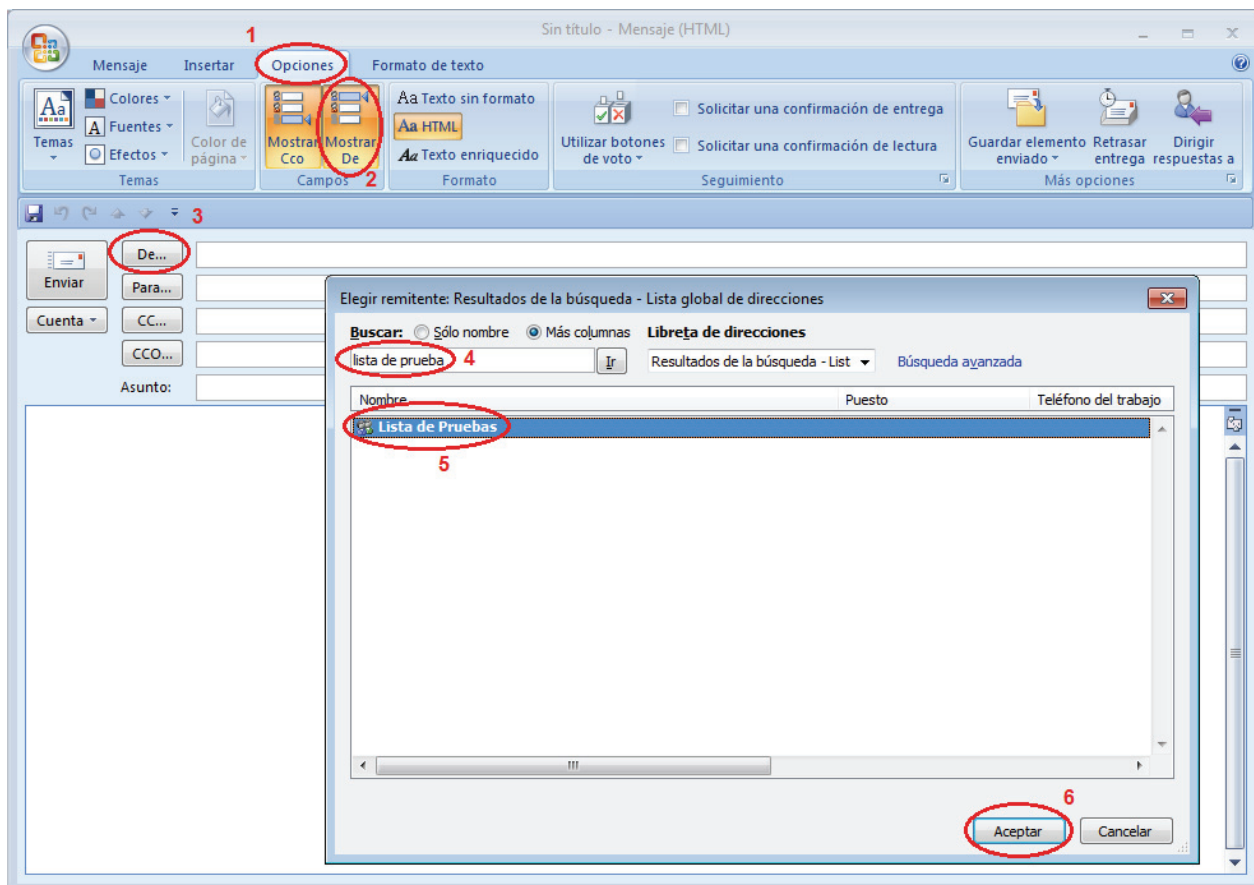 Sin título - Mensaje (HTML)
1
Mensaje Insertar Opciones Formato de texto
Aa Temas
Colores
A Fuentes
Efectos
Color de página
Temas
Mostrar Cco
Mostrar De
2
Campos
Aa Texto sin formato
Aa HTML
Aa Texto enriquecido
Formato
Utilizar botones de voto
Solicitar una confirmación de entrega
Solicitar una confirmación de lectura
Seguimiento
Guardar elemento enviado
Retrasar entrega
Dirigir respuestas a
Más opciones
3
De...
Enviar
Para...
Cuenta
CC...
CCO...
Asunto:
Elegir remitente: Resultados de la búsqueda - Lista global de direcciones
Buscar: Sólo nombre Más columnas Libreta de direcciones
lista de prueba 4 Ir Resultados de la búsqueda - List Búsqueda avanzada
Nombre Puesto Teléfono del trabajo
Lista de Pruebas
5
6
Aceptar Cancelar